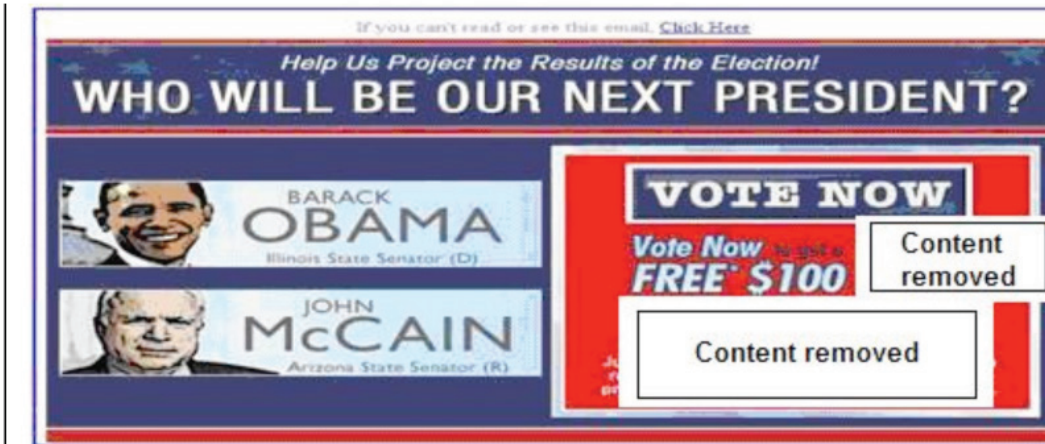 If you can't read or see this email, Click Here
Help Us Project the Results of the Election!
WHO WILL BE OUR NEXT PRESIDENT?
BARACK
OBAMA
Illinois State Senator (D)
JOHN
McCAIN
Arizona State Senator (R)
VOTE NOW
Vote Now to get a
FREE* $100
Content
removed
Content removed